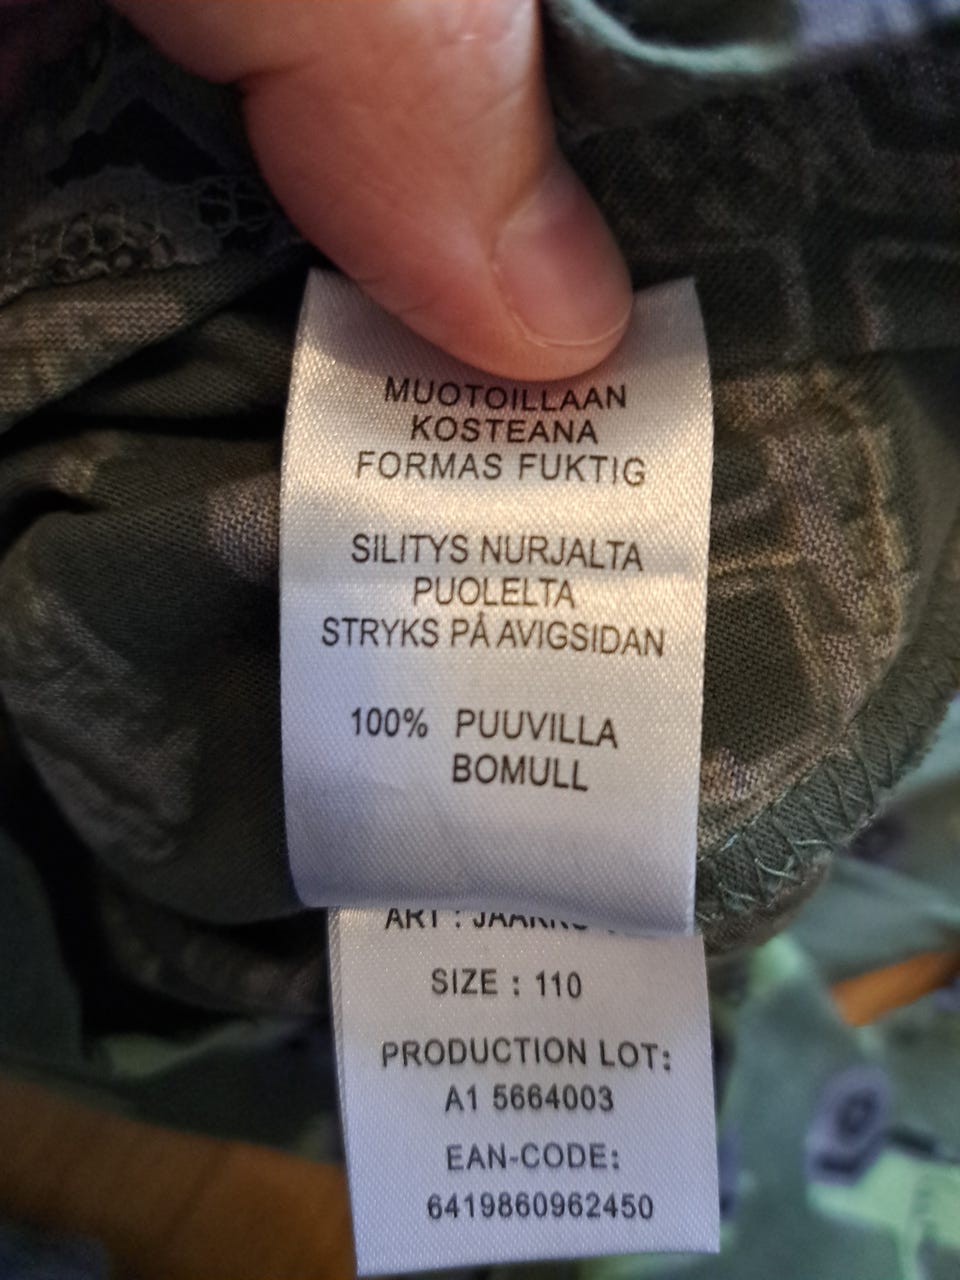 MUOTOILLAAN
KOSTEANA
FORMAS FUKTIG
SILITYS NURJALTA
PUOLELTA
STRYKS PÅ AVIGSIDAN
100% PUUVILLA
BOMULL
ART :
SIZE : 110
PRODUCTION LOT:
A1 5664003
EAN-CODE:
6419860962450